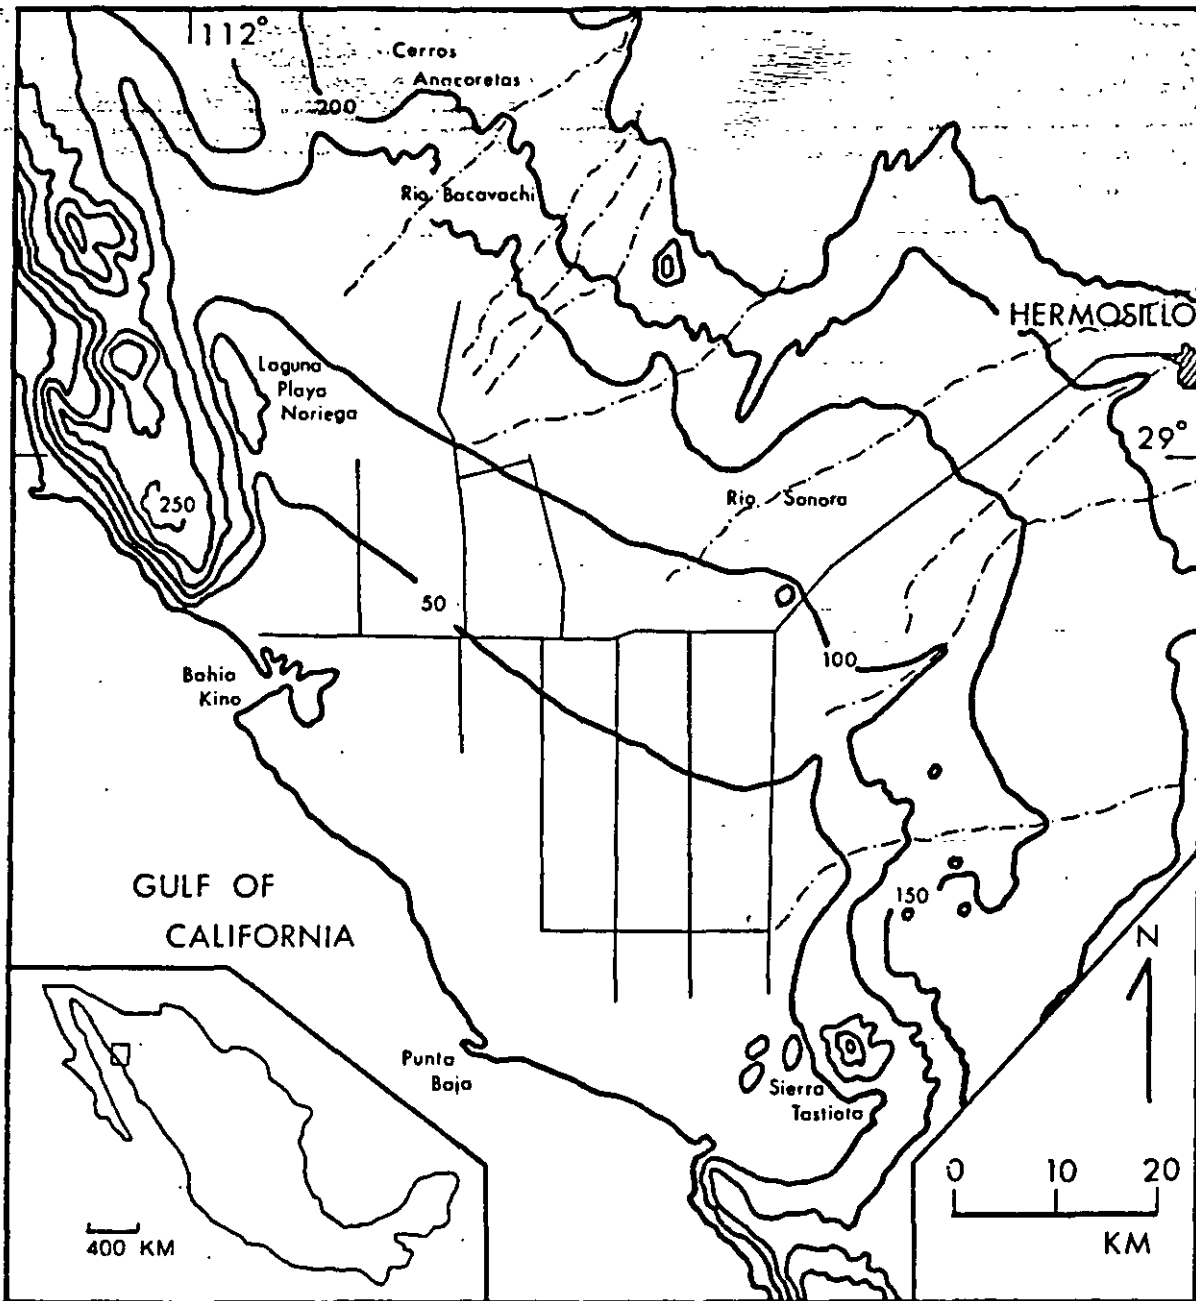 112°
Cerros
Anacoretas
200
Rio Bacavachi
HERMOSILLO
Laguna
Playa
Noriega
29°
250
Rio Sonora
50
100
Bahia
Kino
150
GULF OF
CALIFORNIA
N
Punta
Baja
Sierra
Tastiota
0 10 20
KM
400 KM